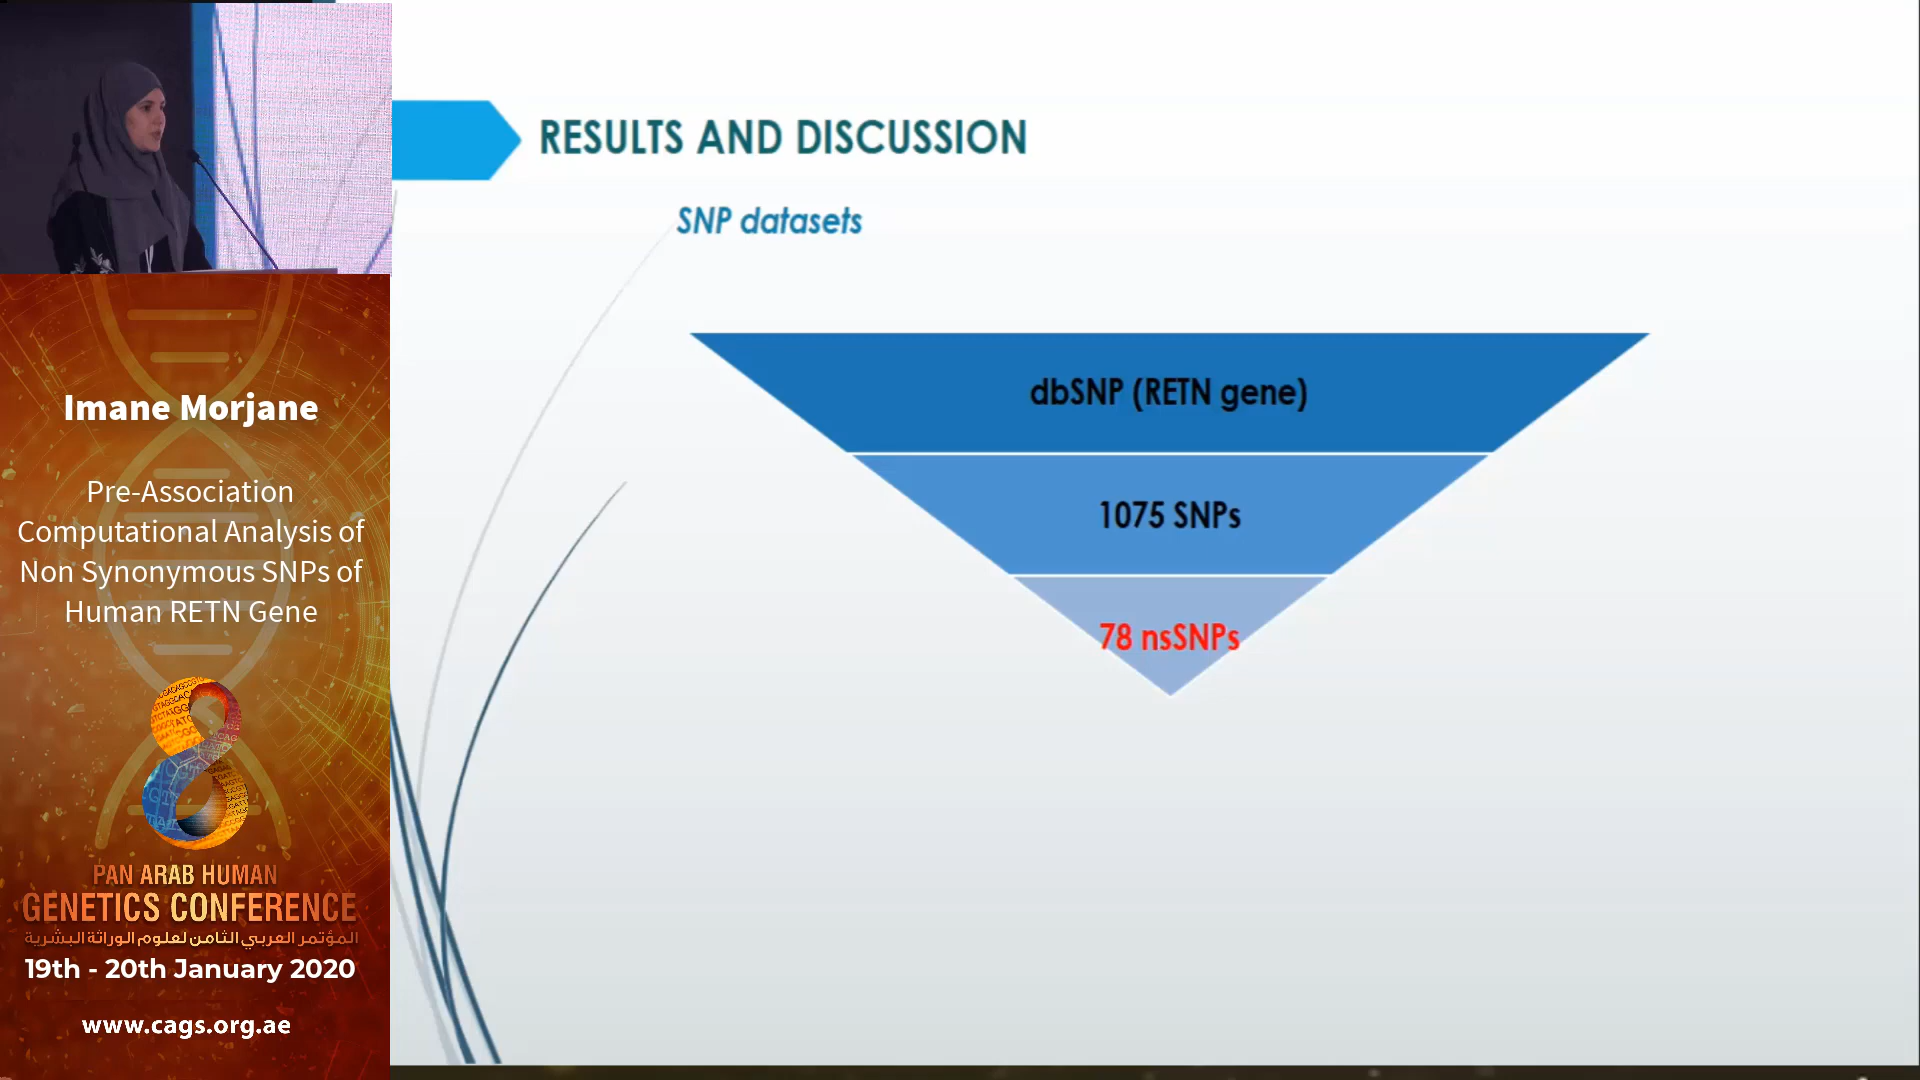 RESULTS AND DISCUSSION
SNP datasets
dbSNP (RETN gene)
1075 SNPs
78 nsSNPs
Imane Morjane
Pre-Association
Computational Analysis of
Non Synonymous SNPs of
Human RETN Gene
PAN ARAB HUMAN
GENETICS CONFERENCE
المؤتمر العربي الثامن لعلوم الوراثة البشرية
19th - 20th January 2020
www.cags.org.ae